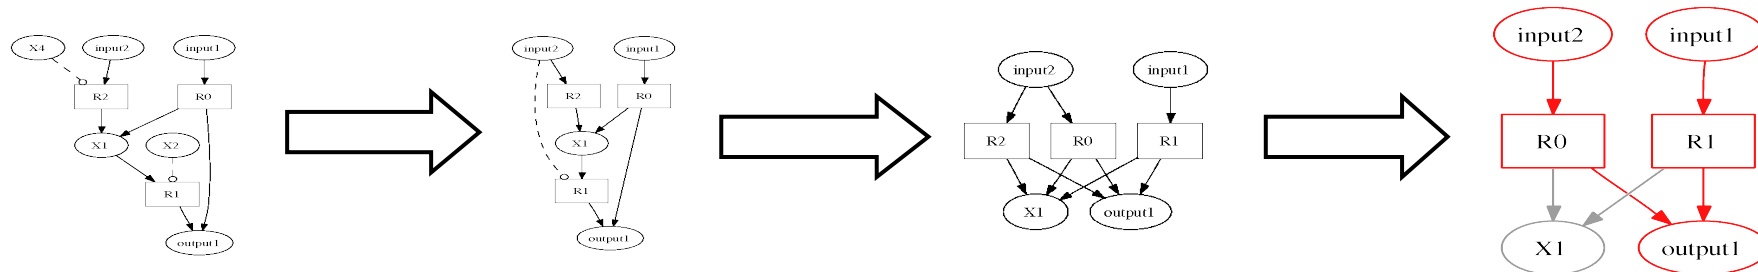 X4 input2 input1
R2 R0
X1 X2
R1
output1
input2 input1
R2 R0
X1
R1
output1
input2 input1
R2 R0 R1
X1 output1
input2 input1
R0 R1
X1 output1